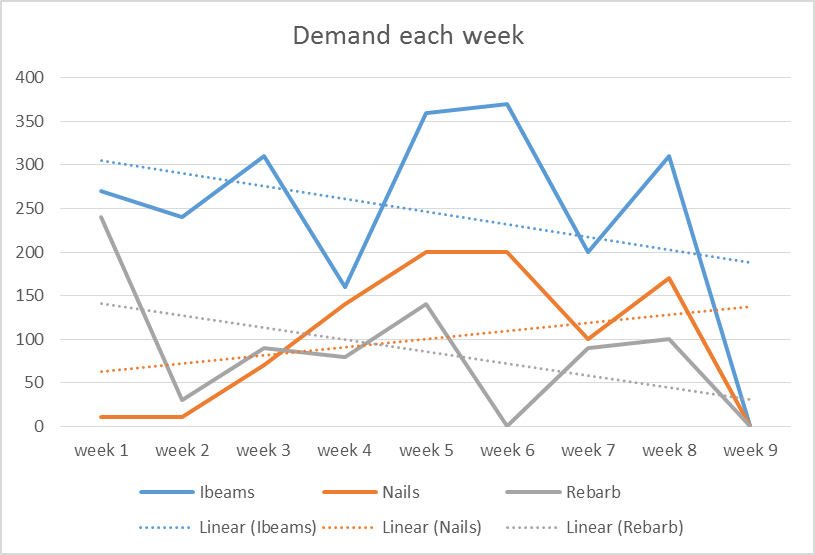 Demand each week
400
350
300
250
200
150
100
50
0
week 1 week 2 week 3 week 4 week 5 week 6 week 7 week 8 week 9
Ibeams Nails Rebarb
Linear (Ibeams) Linear (Nails) Linear (Rebarb)